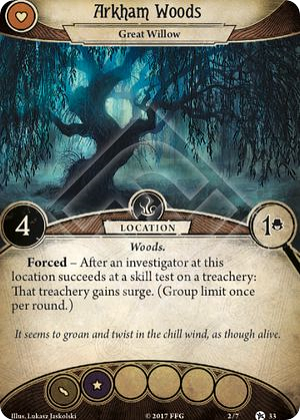 Arkham Woods
Great Willow
4
LOCATION
1
Woods.
Forced – After an investigator at this
location succeeds at a skill test on a treachery:
That treachery gains surge. (Group limit once
per round.)
It seems to groan and twist in the chill wind, as though alive.
Illus. Lukasz Jaskolski
© 2017 FFG
2/7
33